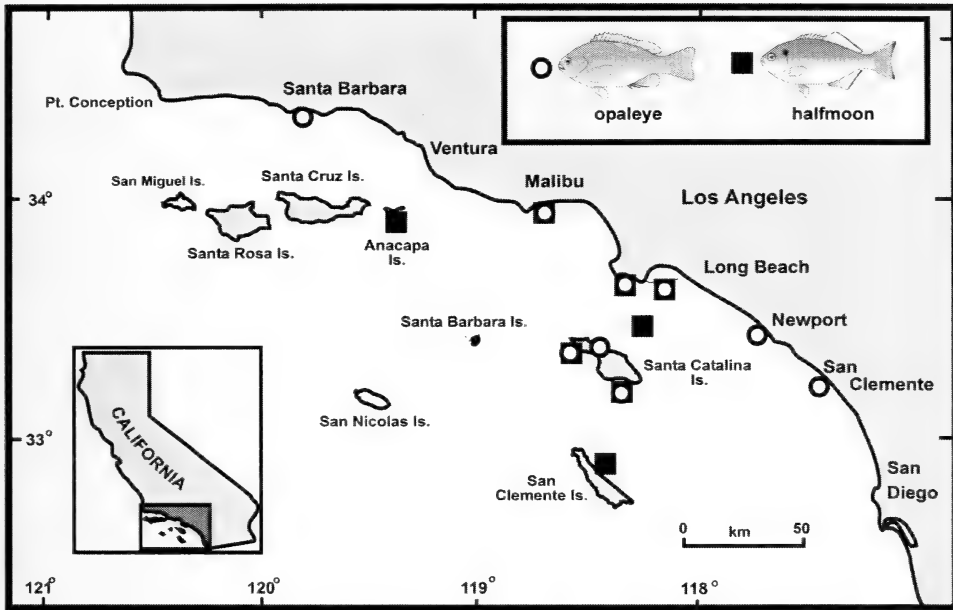 opaleye
halfmoon
Pt. Conception
Santa Barbara
Ventura
Malibu
Los Angeles
San Miguel Is.
Santa Cruz Is.
34°
Santa Rosa Is.
Anacapa
Is.
Long Beach
Santa Barbara Is.
Newport
Santa Catalina
Is.
San
Clemente
San Nicolas Is.
CALIFORNIA
33°
San
Clemente Is.
San
Diego
0 km 50
121°
120°
119°
118°